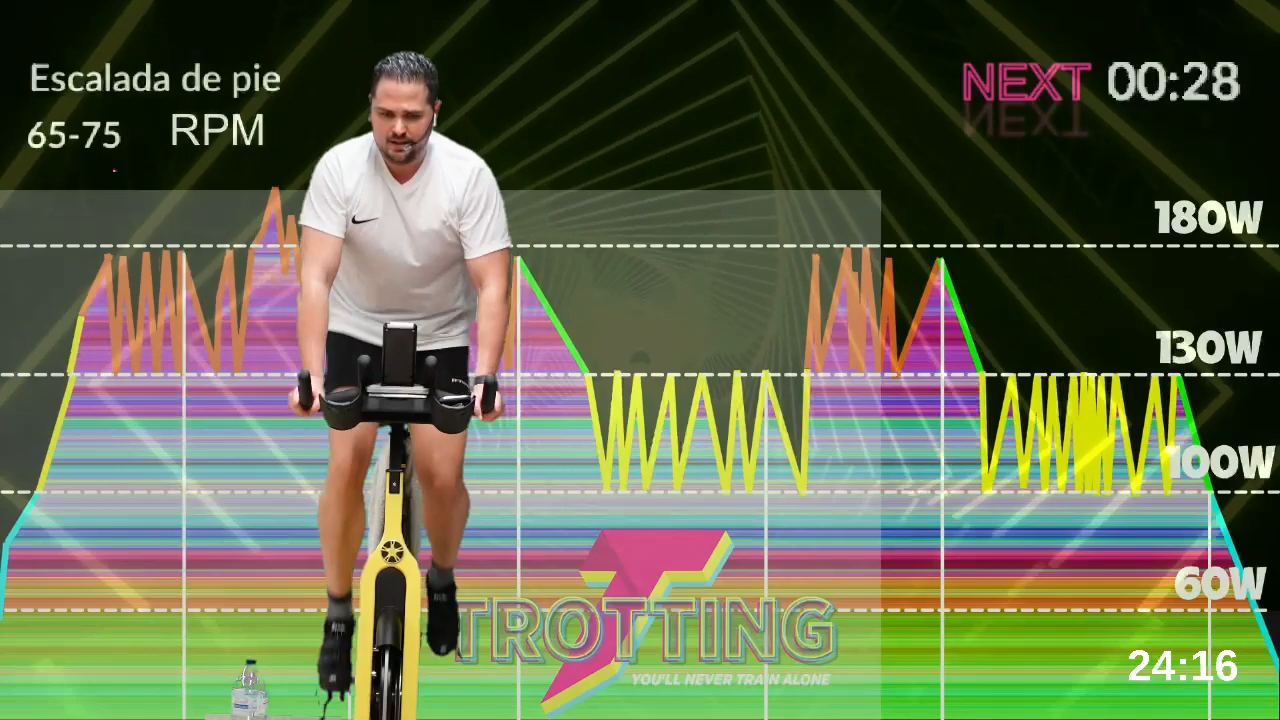 Escalada de pie
65-75 RPM
NEXT 00:28
NEXT
180W
130W
100W
60W
TROTTING
YOU'LL NEVER TRAIN ALONE
24:16